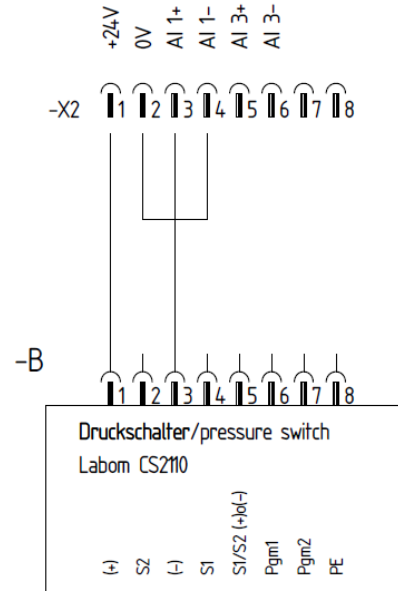 +24V
0V
AI 1+
AI 1-
AI 3+
AI 3-
-X2 1 2 3 4 5 6 7 8
-B 1 2 3 4 5 6 7 8
Druckschalter/pressure switch
Labom CS2110
(+)
S2
(-)
S1
S1/S2 (+)o(-)
Pgm1
Pgm2
PE